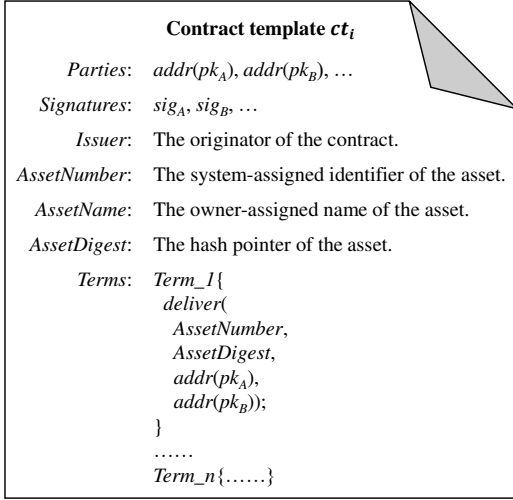 Contract template ct_i
Parties: addr(pk_A), addr(pk_B), …
Signatures: sig_A, sig_B, …
Issuer: The originator of the contract.
AssetNumber: The system-assigned identifier of the asset.
AssetName: The owner-assigned name of the asset.
AssetDigest: The hash pointer of the asset.
Terms: Term_1{
deliver(
AssetNumber,
AssetDigest,
addr(pk_A),
addr(pk_B));
}
……
Term_n{……}